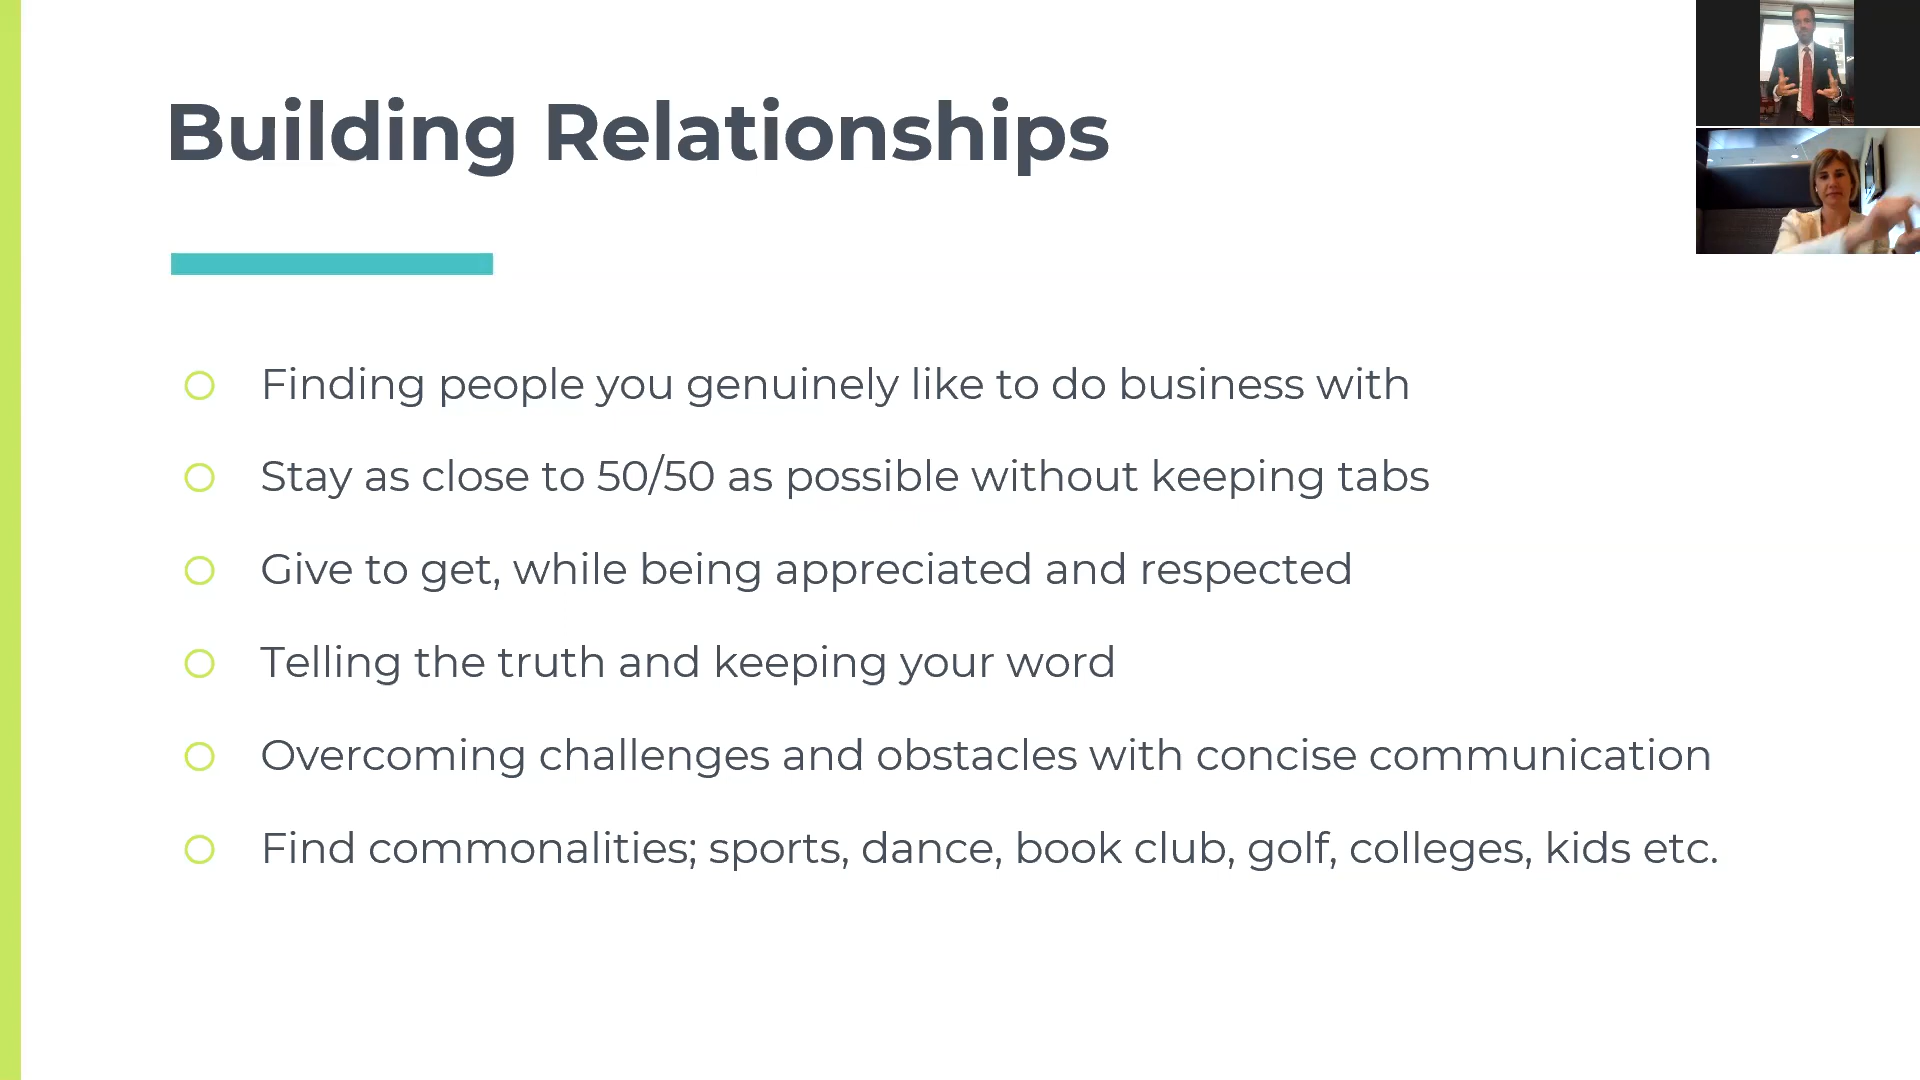 Building Relationships
Finding people you genuinely like to do business with
Stay as close to 50/50 as possible without keeping tabs
Give to get, while being appreciated and respected
Telling the truth and keeping your word
Overcoming challenges and obstacles with concise communication
Find commonalities; sports, dance, book club, golf, colleges, kids etc.